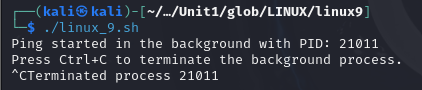 ┌──(kali㉿kali)-[~/…/Unit1/glob/LINUX/linux9]
└─$ ./linux_9.sh
Ping started in the background with PID: 21011
Press Ctrl+C to terminate the background process.
^CTerminated process 21011